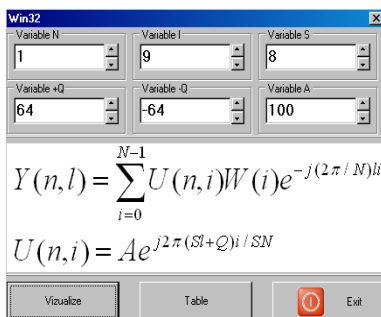 Win32
Variable N Variable I Variable S
1 9 8
Variable +Q Variable -Q Variable A
64 -64 100
Y(n,l) = \sum_{i=0}^{N-1} U(n,i)W(i)e^{-j(2π/N)li}
U(n,i) = Ae^{j2π(Sl+Q)i/SN}
Vizualize Table Exit